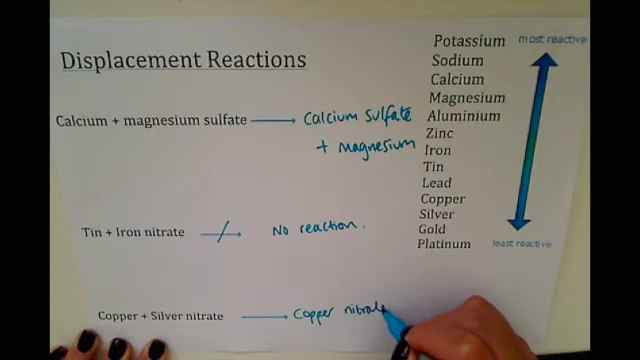 Displacement Reactions
Calcium + magnesium sulfate
Calcium sulfate
+ magnesium
Tin + Iron nitrate
No reaction.
Copper + Silver nitrate
Copper nitrate
most reactive
Potassium
Sodium
Calcium
Magnesium
Aluminium
Zinc
Iron
Tin
Lead
Copper
Silver
Gold
Platinum
least reactive